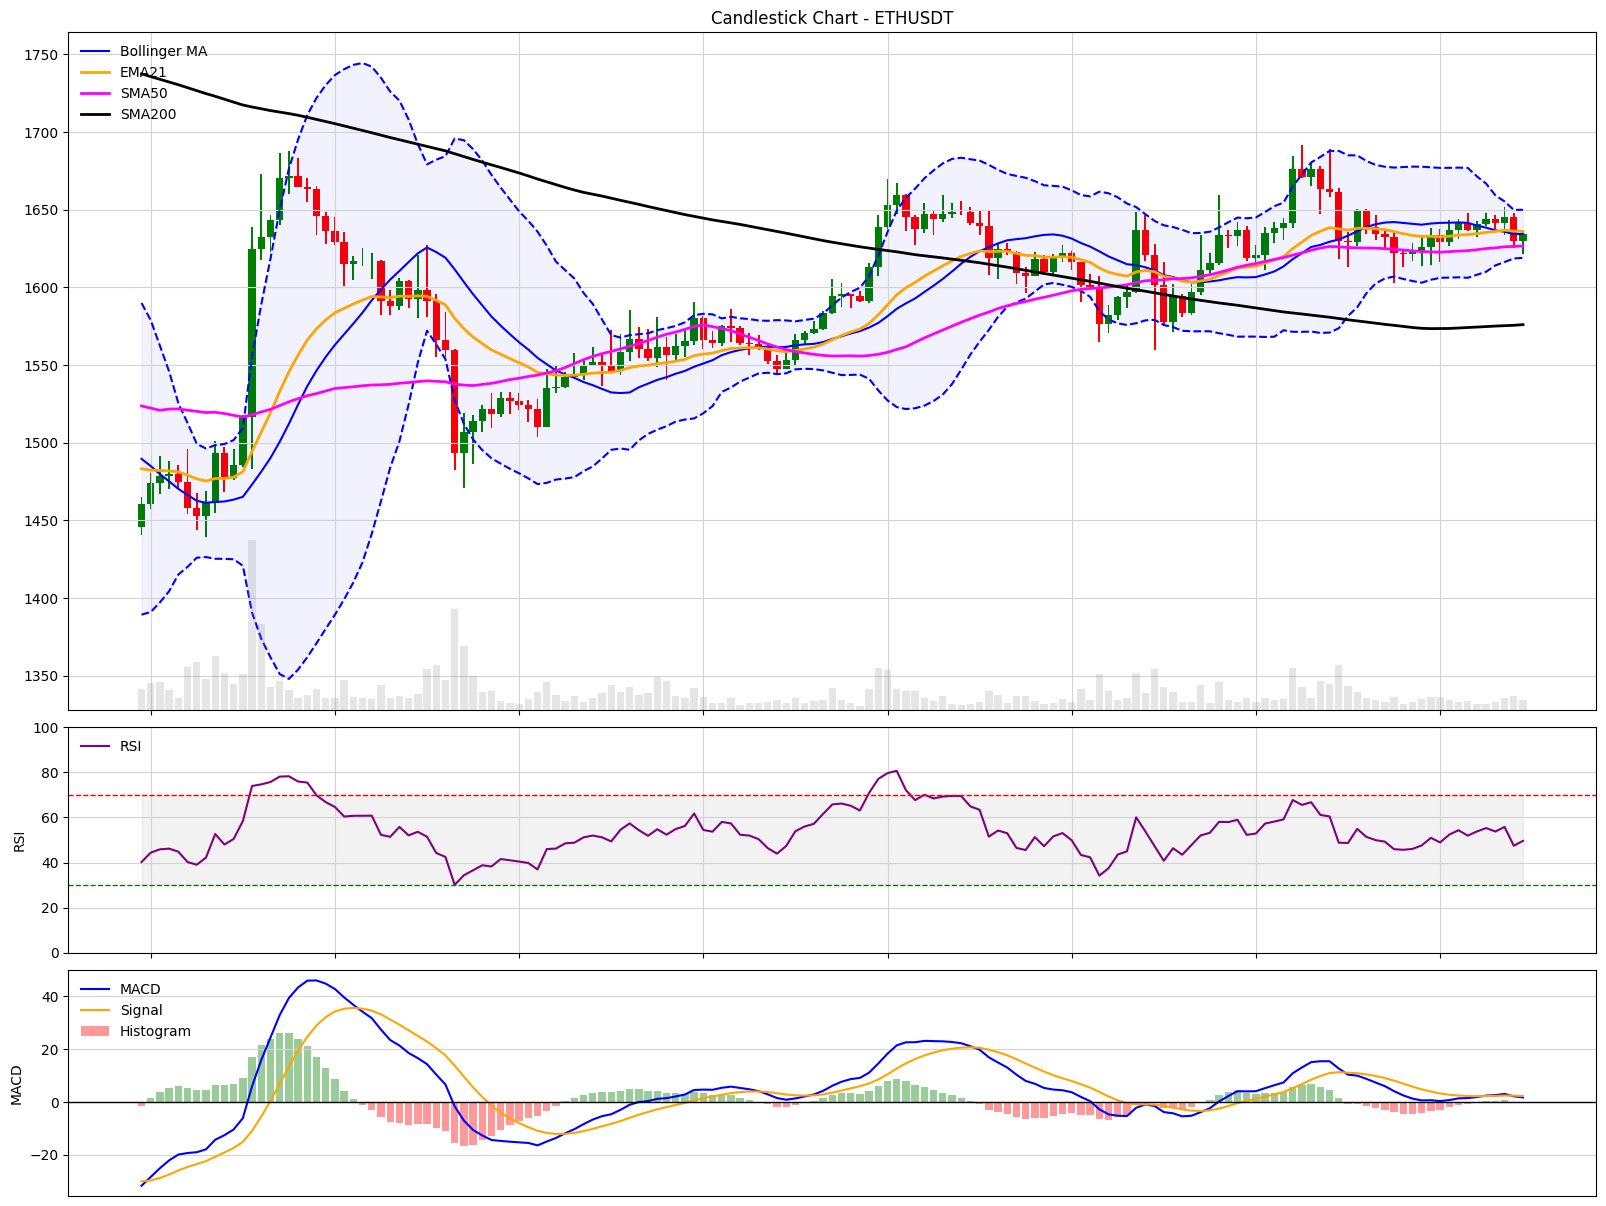 Candlestick Chart - ETHUSDT
Bollinger MA
EMA21
SMA50
SMA200
1750
1700
1650
1600
1550
1500
1450
1400
1350
RSI
100
80
60
40
20
0
RSI
MACD
Signal
Histogram
40
20
0
−20
MACD